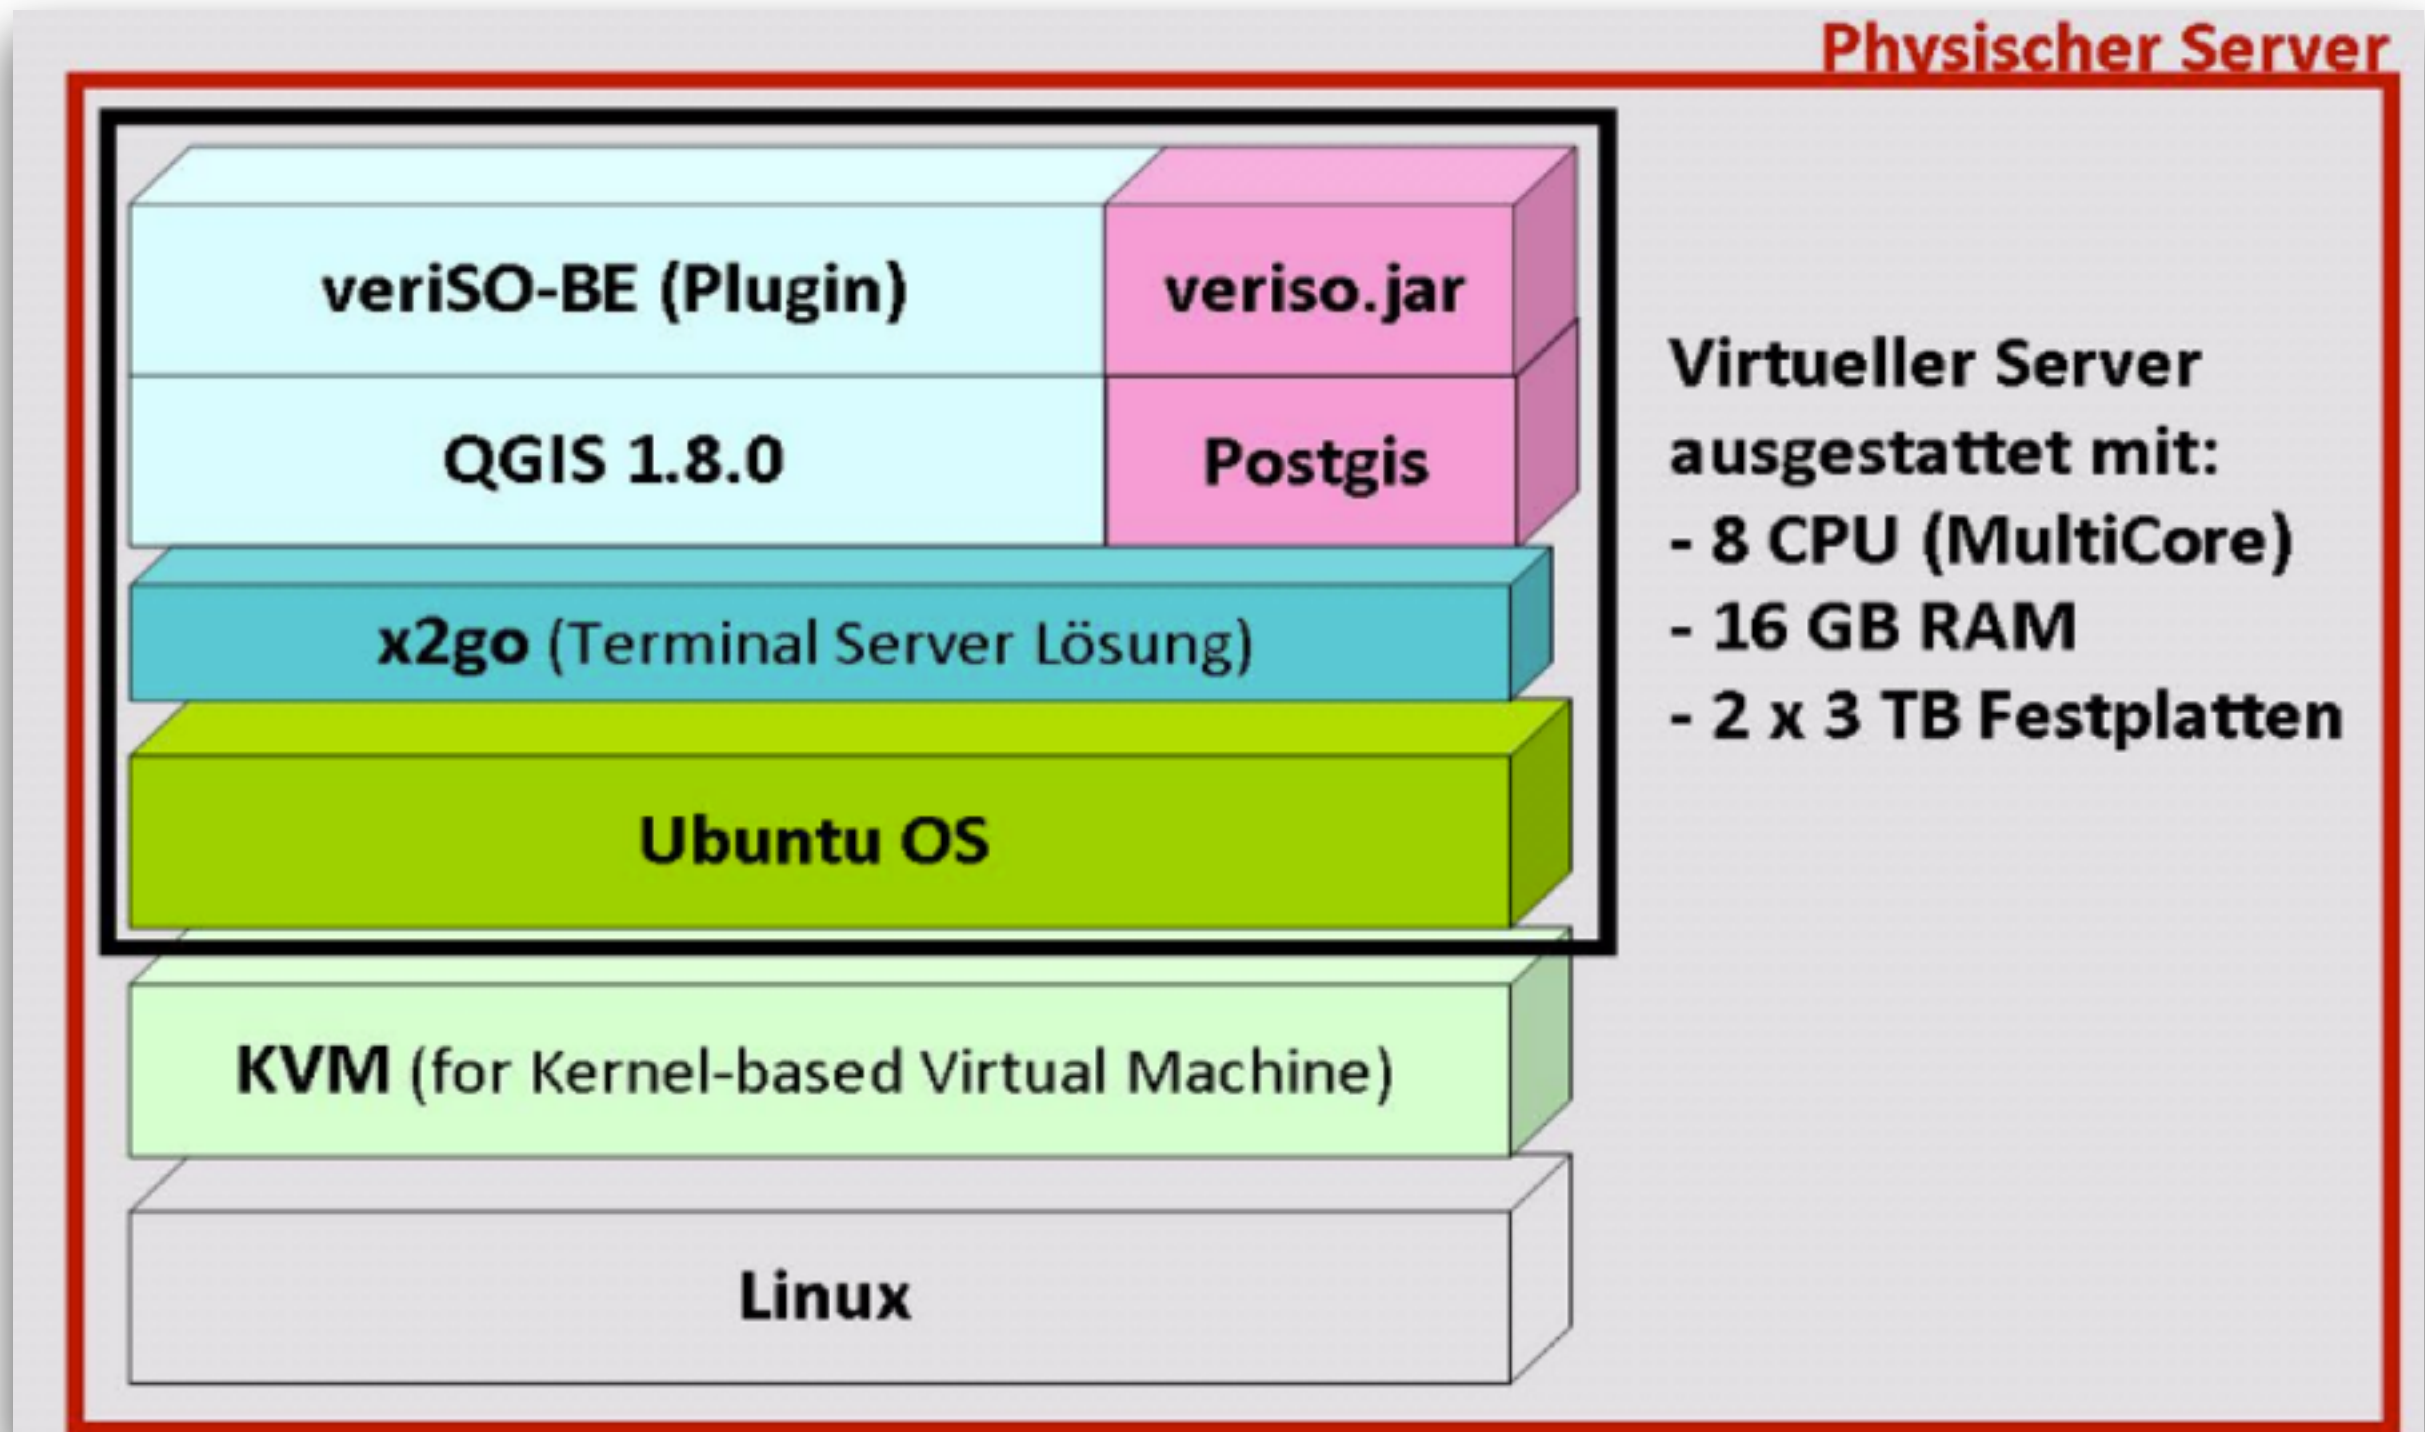 Physischer Server
veriSO-BE (Plugin)
veriso.jar
QGIS 1.8.0
Postgis
x2go (Terminal Server Lösung)
Ubuntu OS
KVM (for Kernel-based Virtual Machine)
Linux
Virtueller Server
ausgestattet mit:
- 8 CPU (MultiCore)
- 16 GB RAM
- 2 x 3 TB Festplatten